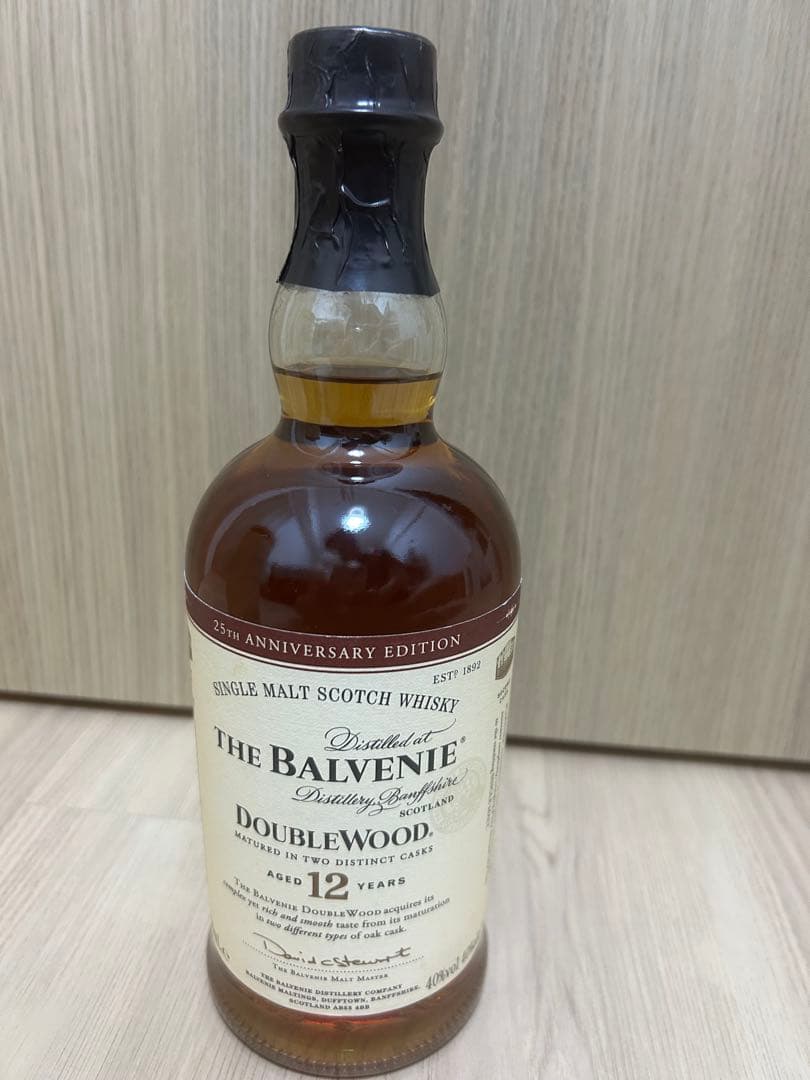 25TH ANNIVERSARY EDITION
ESTD 1892
SINGLE MALT SCOTCH WHISKY
Distilled at
THE BALVENIE®
Distillery, Banffshire
SCOTLAND
DOUBLEWOOD.
MATURED IN TWO DISTINCT CASKS
AGED 12 YEARS
THE BALVENIE DOUBLEWOOD acquires its
complex yet rich and smooth taste from its maturation
in two different types of oak cask.
David C Stewart
THE BALVENIE MALT MASTER
THE BALVENIE DISTILLERY COMPANY
BALVENIE MALTINGS, DUFFTOWN, BANFFSHIRE,
SCOTLAND AB55 4BB
40%vol